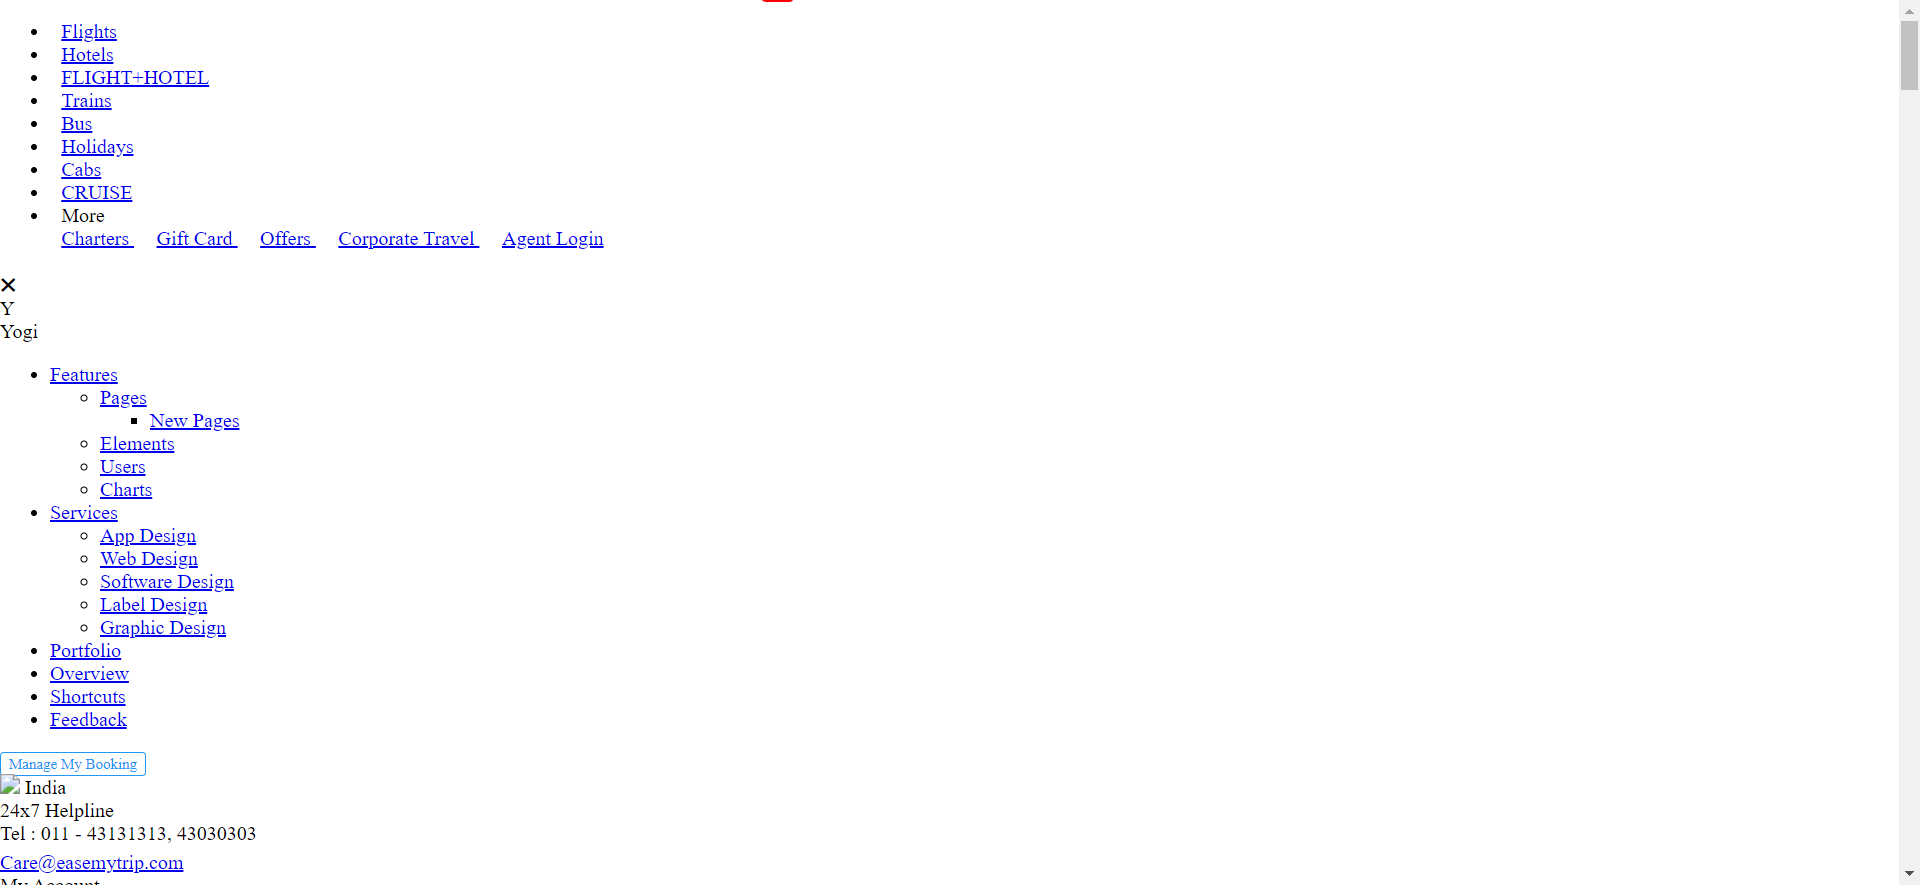 Flights
Hotels
FLIGHT+HOTEL
Trains
Bus
Holidays
Cabs
CRUISE
More
Charters Gift Card Offers Corporate Travel Agent Login
Y
Yogi
Features
Pages
New Pages
Elements
Users
Charts
Services
App Design
Web Design
Software Design
Label Design
Graphic Design
Portfolio
Overview
Shortcuts
Feedback
Manage My Booking
India
24x7 Helpline
Tel : 011 - 43131313, 43030303
Care@easemytrip.com
My Account